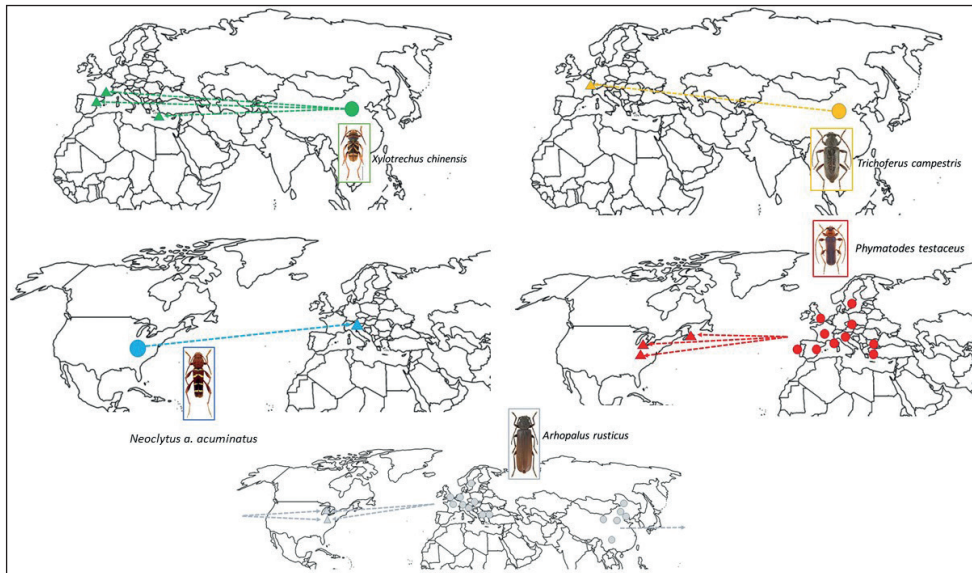 Xylotrechus chinensis
Trichoferus campestris
Phymatodes testaceus
Neoclytus a. acuminatus
Arhopalus rusticus